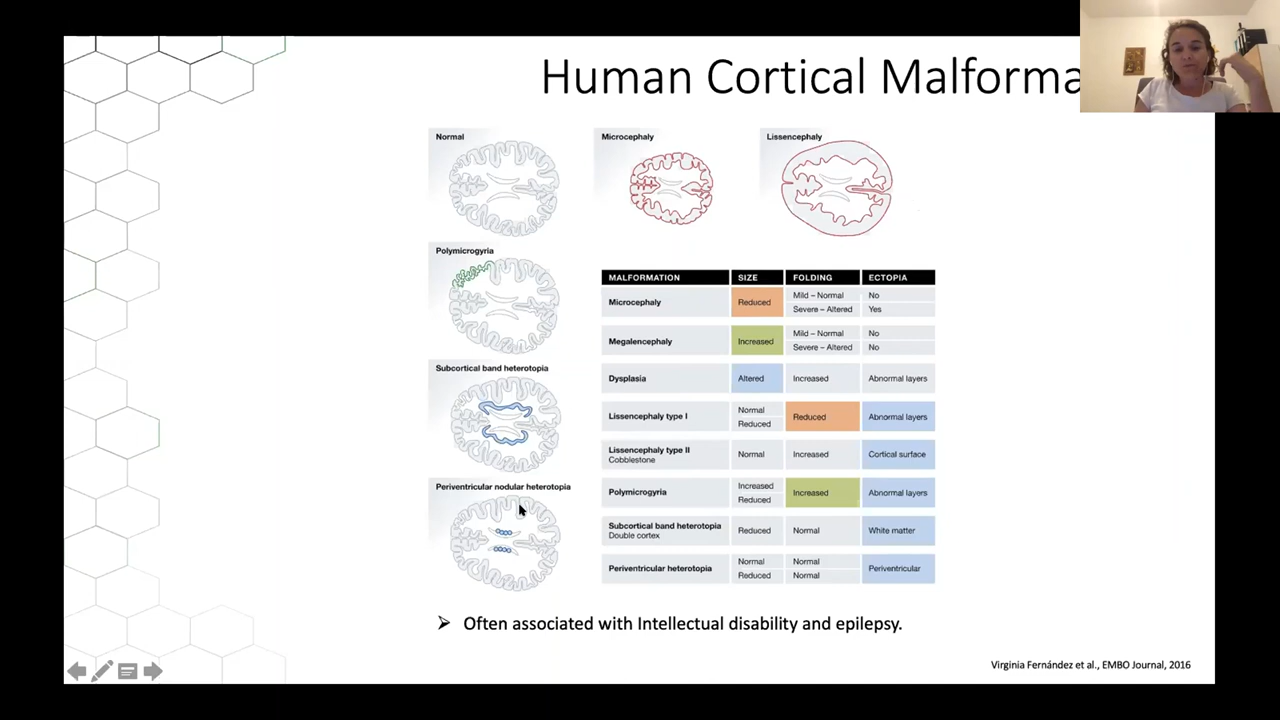 Human Cortical Malforma
Normal
Microcephaly
Lissencephaly
Polymicrogyria
Subcortical band heterotopia
Periventricular nodular heterotopia
MALFORMATION SIZE FOLDING ECTOPIA
Microcephaly Reduced Mild – Normal No
Severe – Altered Yes
Megalencephaly Increased Mild – Normal No
Severe – Altered No
Dysplasia Altered Increased Abnormal layers
Lissencephaly type I Normal Reduced Abnormal layers
Reduced
Lissencephaly type II Normal Increased Cortical surface
Cobblestone
Polymicrogyria Increased Increased Abnormal layers
Reduced
Subcortical band heterotopia Reduced Normal White matter
Double cortex
Periventricular heterotopia Normal Normal Periventricular
Reduced Normal
➢ Often associated with Intellectual disability and epilepsy.
Virginia Fernández et al., EMBO Journal, 2016